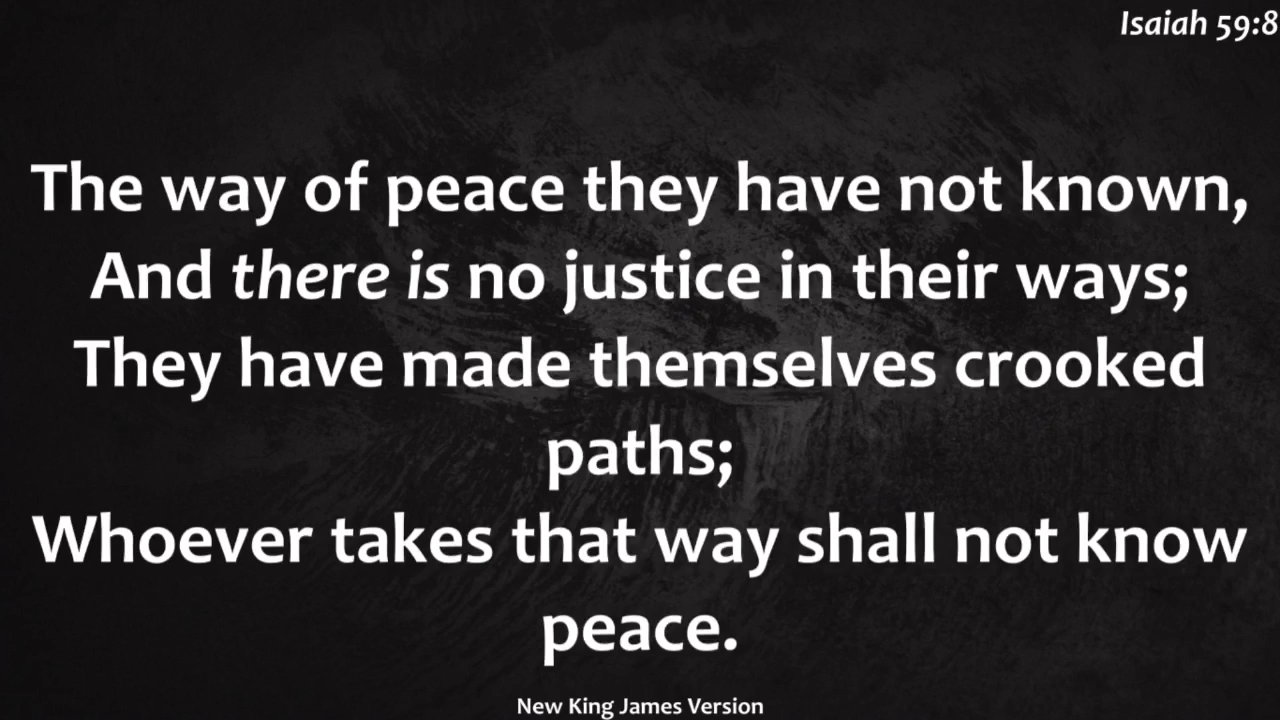 Isaiah 59:8
The way of peace they have not known,
And there is no justice in their ways;
They have made themselves crooked
paths;
Whoever takes that way shall not know
peace.
New King James Version